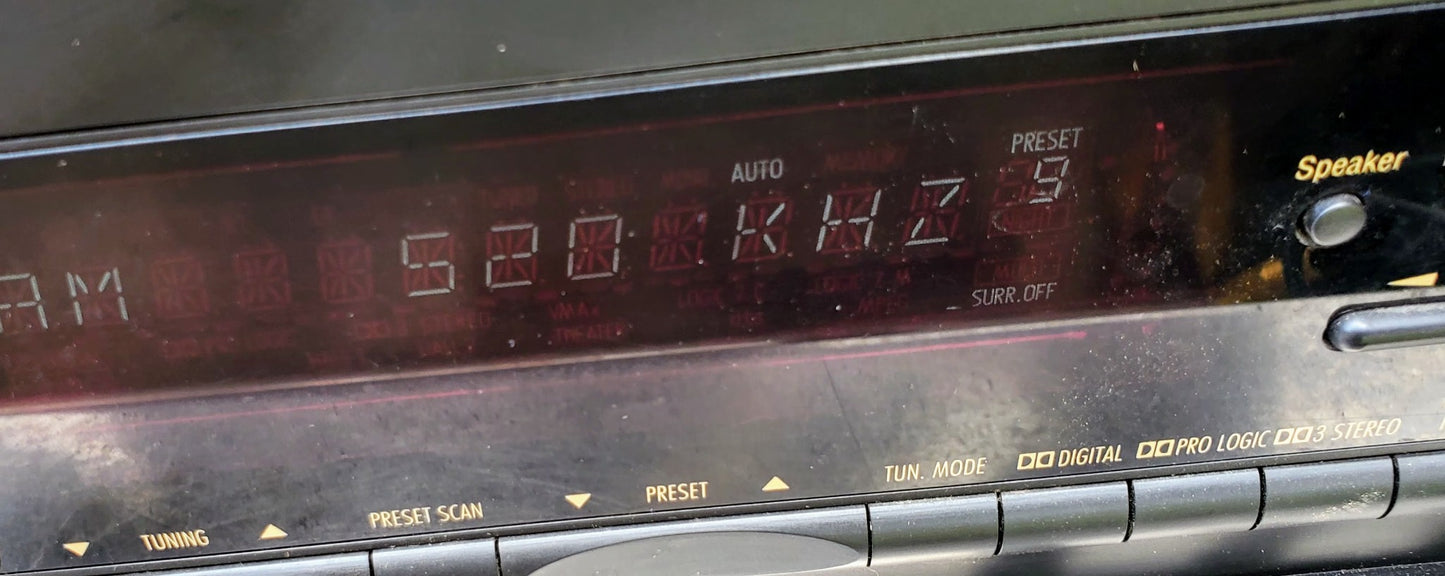 PRESET
AUTO 9
AM 520 KHZ
Speaker
SURR.OFF
TUNING
PRESET SCAN
PRESET
TUN. MODE
DIGITAL
PRO LOGIC
3 STEREO